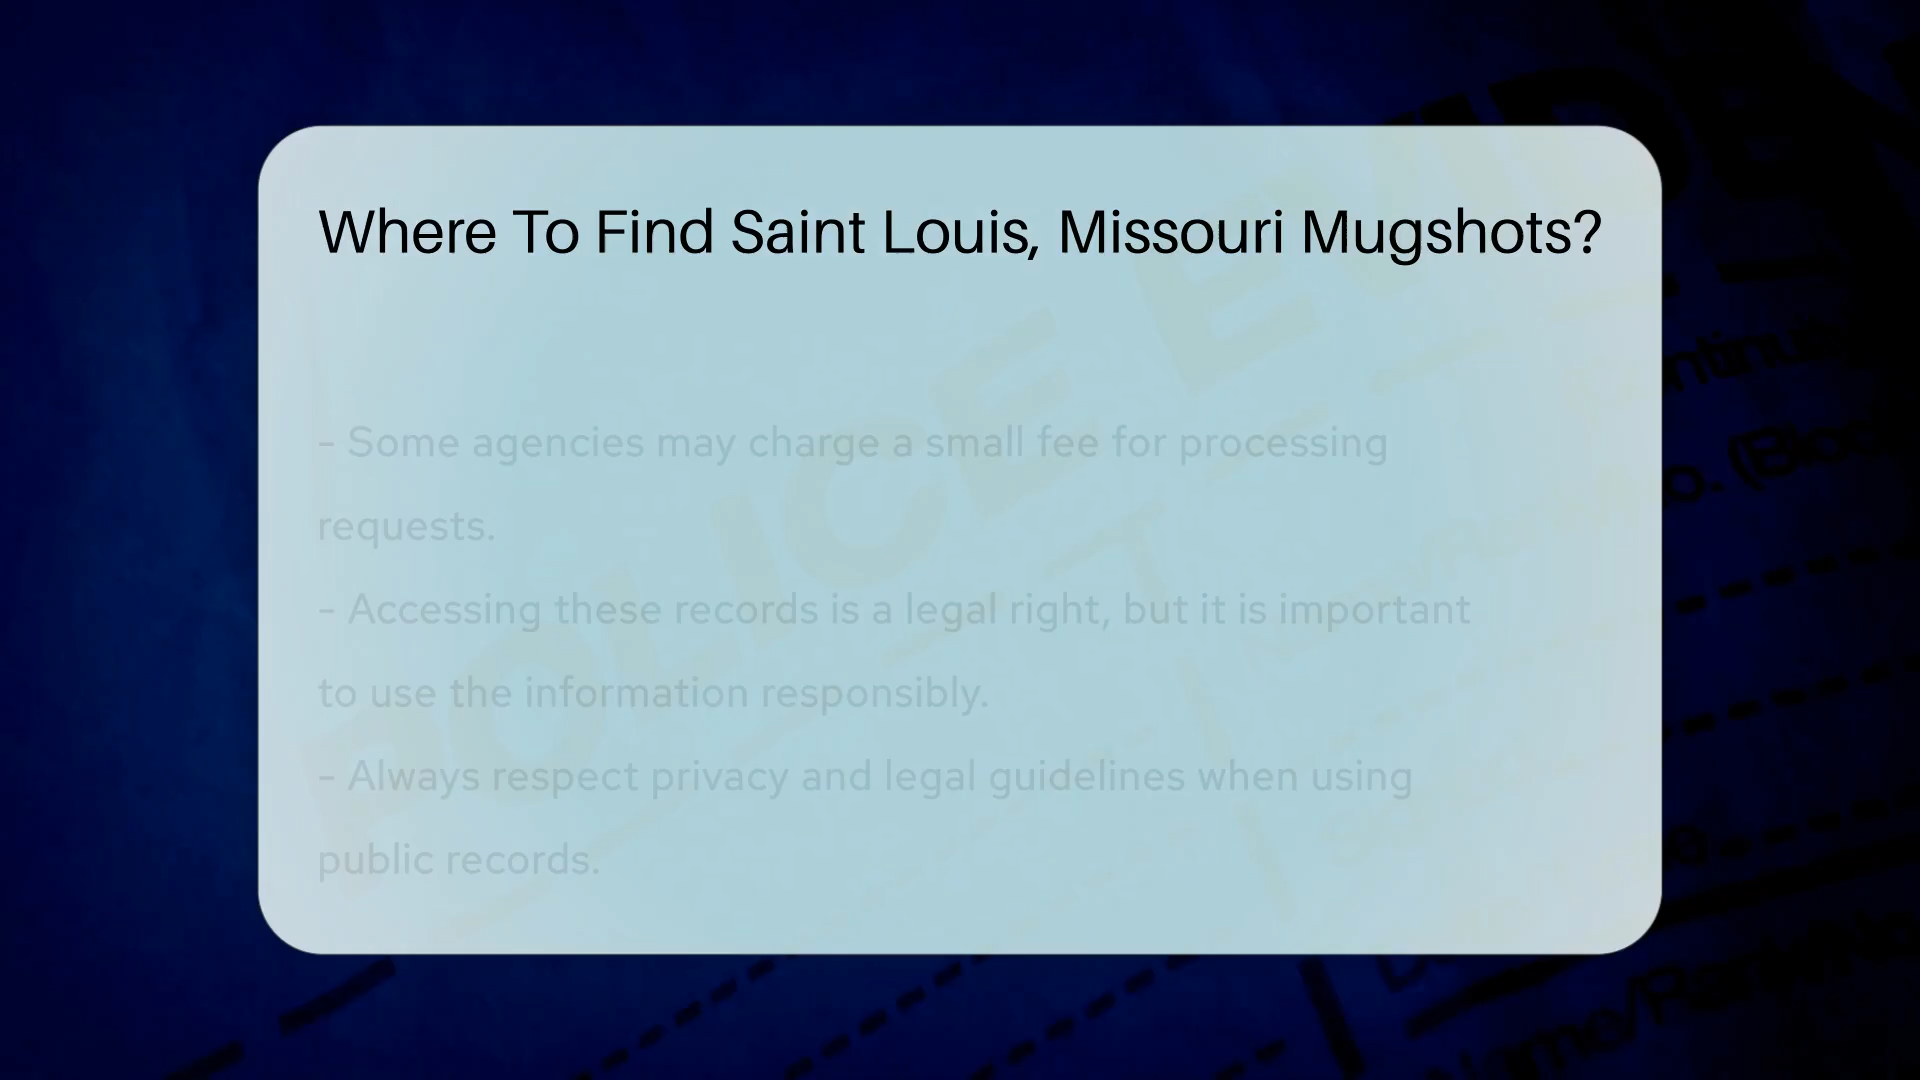 Where To Find Saint Louis, Missouri Mugshots?
- Some agencies may charge a small fee for processing
requests.
- Accessing these records is a legal right, but it is important
to use the information responsibly.
- Always respect privacy and legal guidelines when using
public records.
POLICE